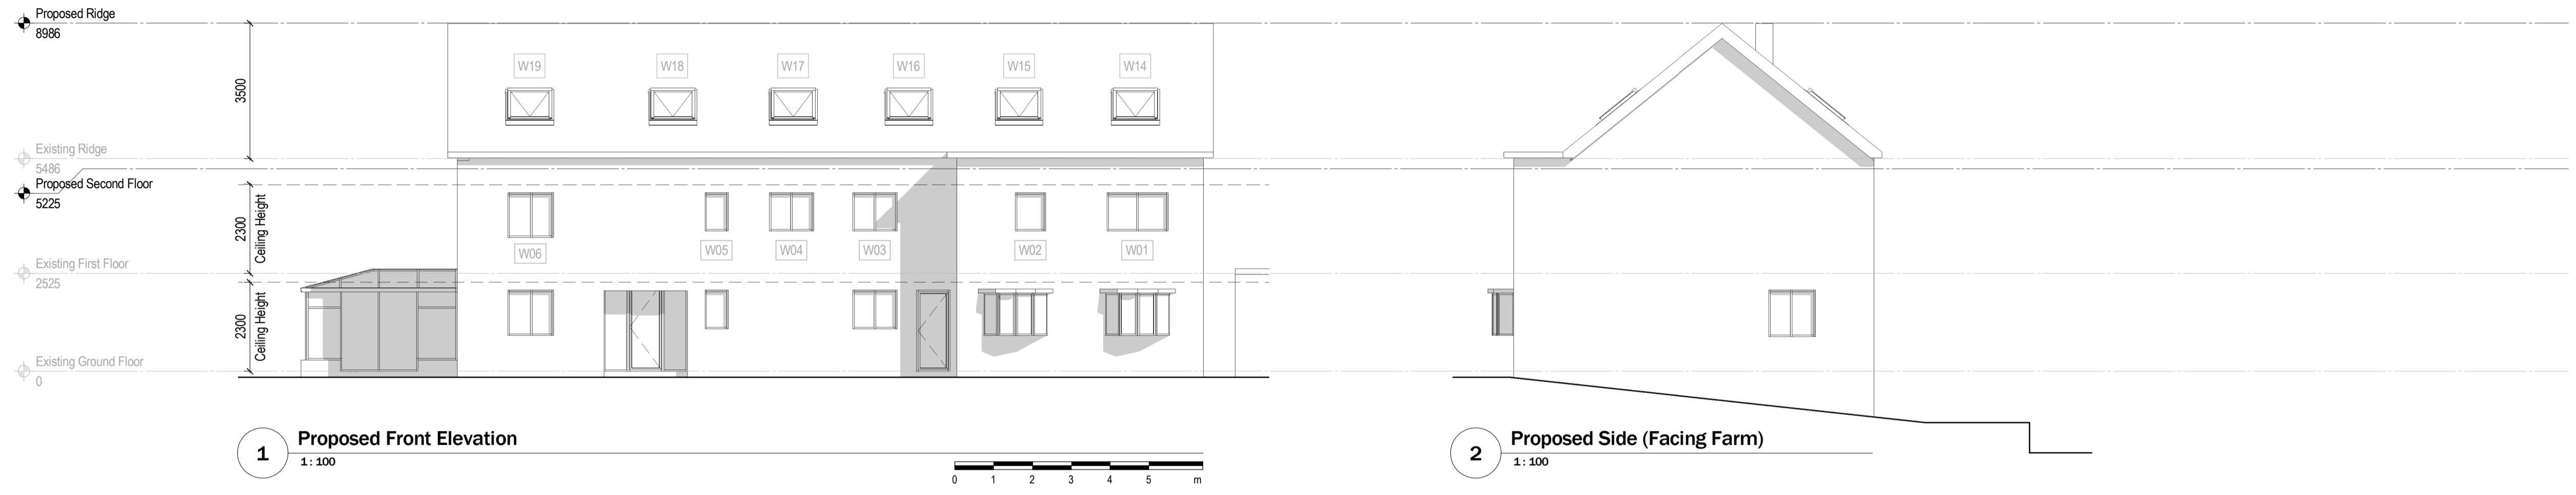 Proposed Ridge
8986
W19
W18
W17
W16
W15
W14
3500
Existing Ridge
5486
Proposed Second Floor
5225
2300
Ceiling Height
W06
W05
W04
W03
W02
W01
Existing First Floor
2525
2300
Ceiling Height
Existing Ground Floor
0
1
Proposed Front Elevation
1 : 100
0 1 2 3 4 5 m
2
Proposed Side (Facing Farm)
1 : 100